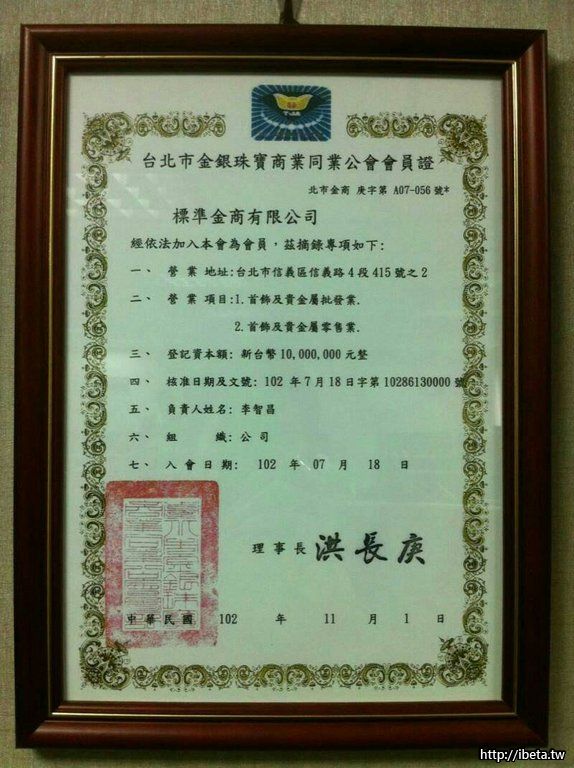 台北市金銀珠寶商業同業公會會員證
北市金商 庚字第 A07-056 號*
標準金商有限公司
經依法加入本會為會員，茲摘錄專項如下:
一、 營業 地址:台北市信義區信義路4段415號之2
二、 營業 項目:1.首飾及貴金屬批發業.
2.首飾及貴金屬零售業.
三、 登記資本額: 新台幣10,000,000元整
四、 核准日期及文號: 102 年7月18日字第10286130000號
五、 負責人姓名: 李智昌
六、 組 織: 公司
七、 入會日期: 102 年 07 月 18 日
理事長 洪長庚
中華民國 102 年 11 月 1 日
http://ibeta.tw